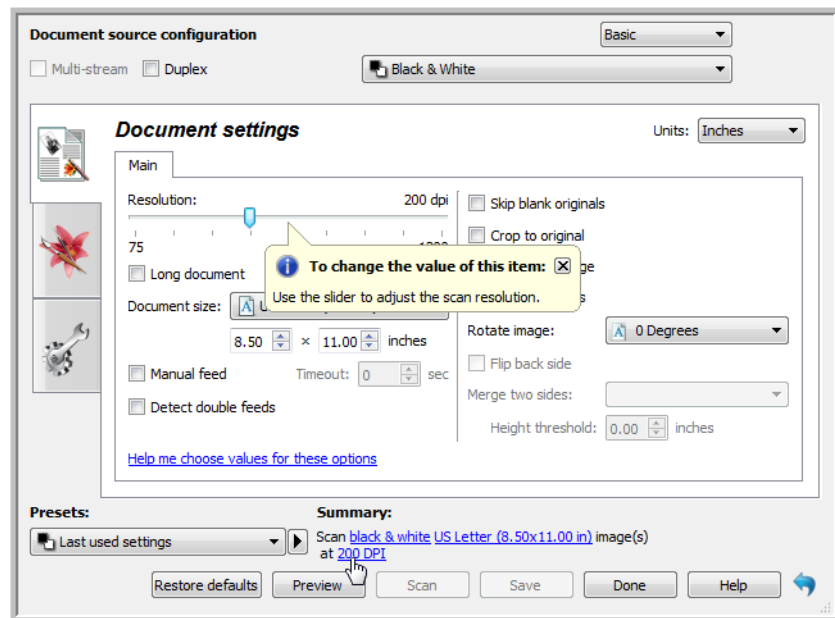 Document source configuration
Basic
Multi-stream
Duplex
Black & White
Document settings
Units: Inches
Main
Resolution:
200 dpi
75
Skip blank originals
Crop to original
Long document
To change the value of this item:
Use the slider to adjust the scan resolution.
Document size:
8.50 × 11.00 inches
Rotate image:
0 Degrees
Manual feed
Timeout: 0 sec
Flip back side
Detect double feeds
Merge two sides:
Height threshold: 0.00 inches
Help me choose values for these options
Presets:
Summary:
Last used settings
Scan black & white US Letter (8.50x11.00 in) image(s)
at 200 DPI
Restore defaults
Preview
Scan
Save
Done
Help